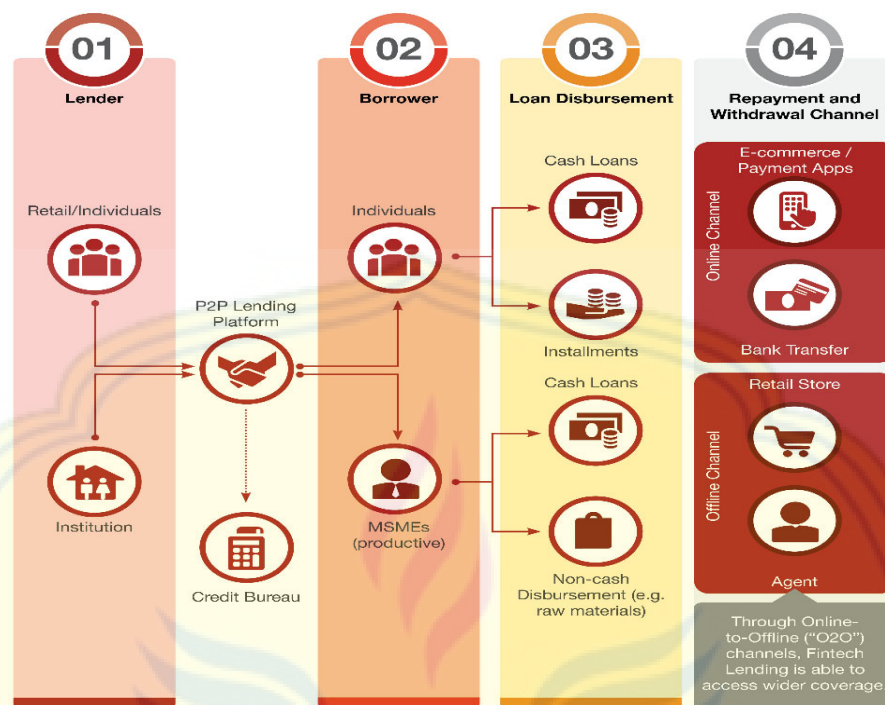 01
Lender
Retail/Individuals
Institution
P2P Lending
Platform
Credit Bureau
02
Borrower
Individuals
MSMEs
(productive)
03
Loan Disbursement
Cash Loans
Installments
Cash Loans
Non-cash
Disbursement (e.g.
raw materials)
04
Repayment and
Withdrawal Channel
Online Channel
E-commerce /
Payment Apps
Bank Transfer
Offline Channel
Retail Store
Agent
Through Online-
to-Offline (“O2O”)
channels, Fintech
Lending is able to
access wider coverage